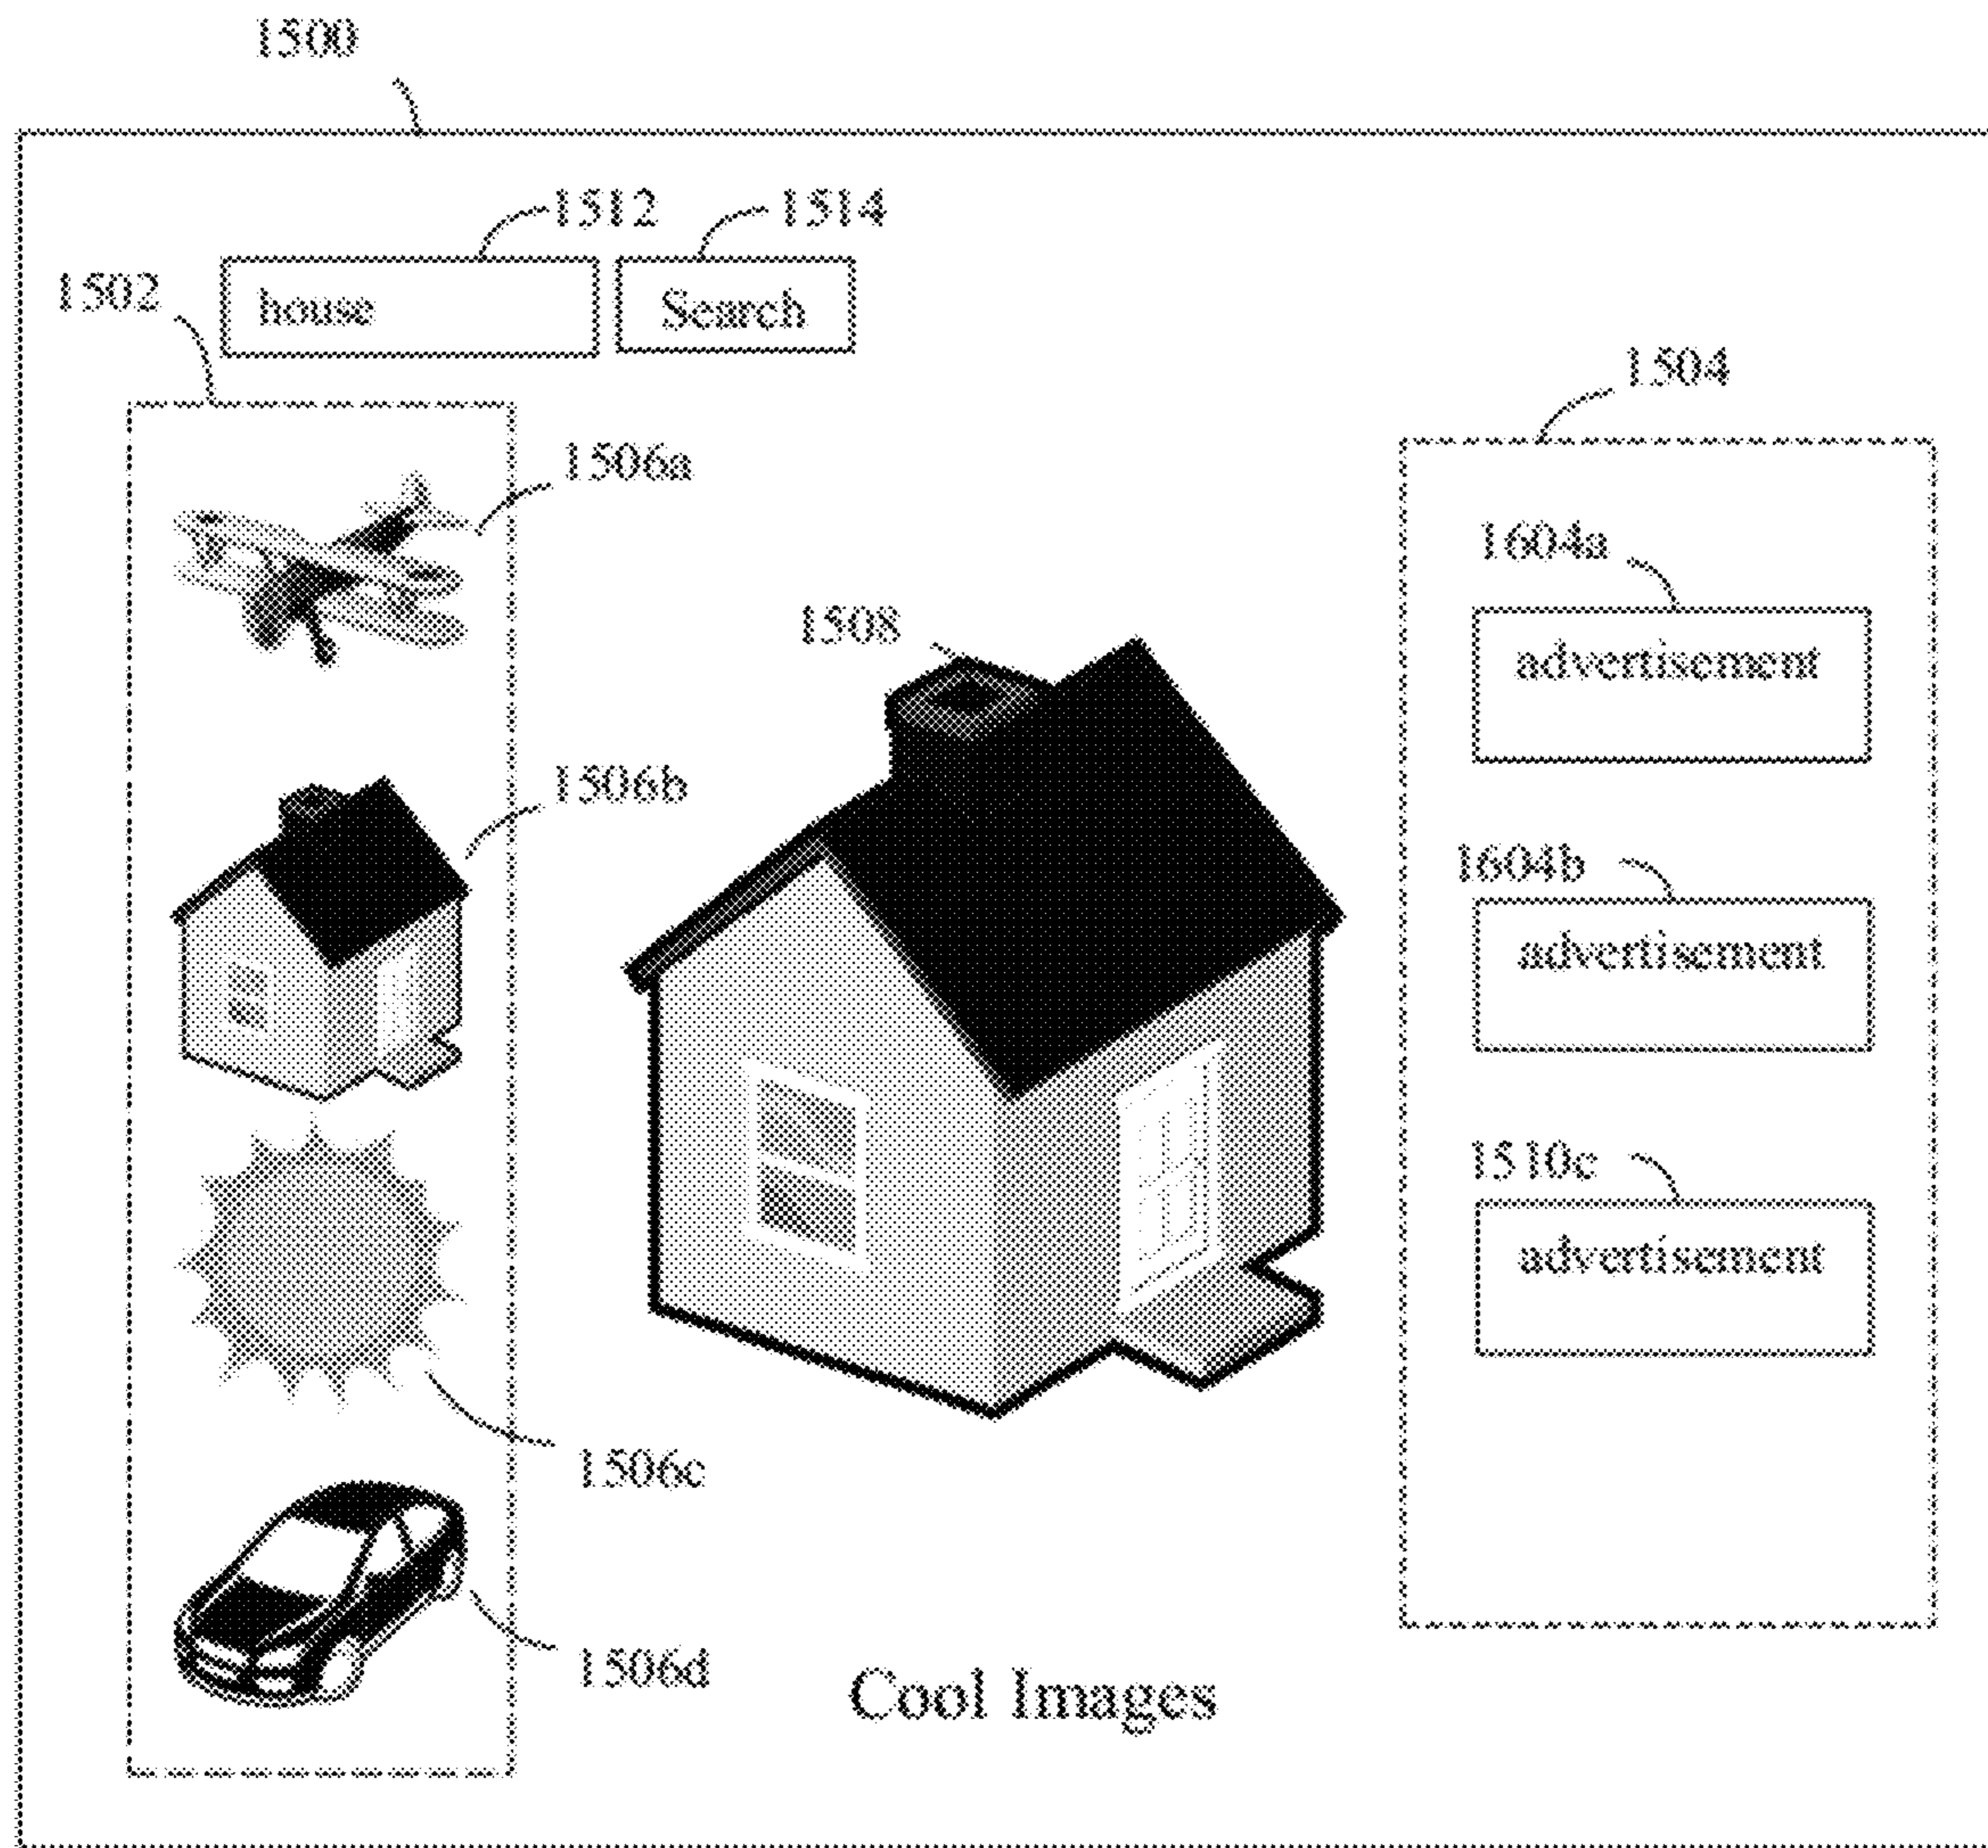 1500
1512
1514
1502
house
Search
1504
1506a
1604a
advertisement
1508
1506b
1604b
advertisement
1510c
advertisement
1506c
1506d
Cool Images